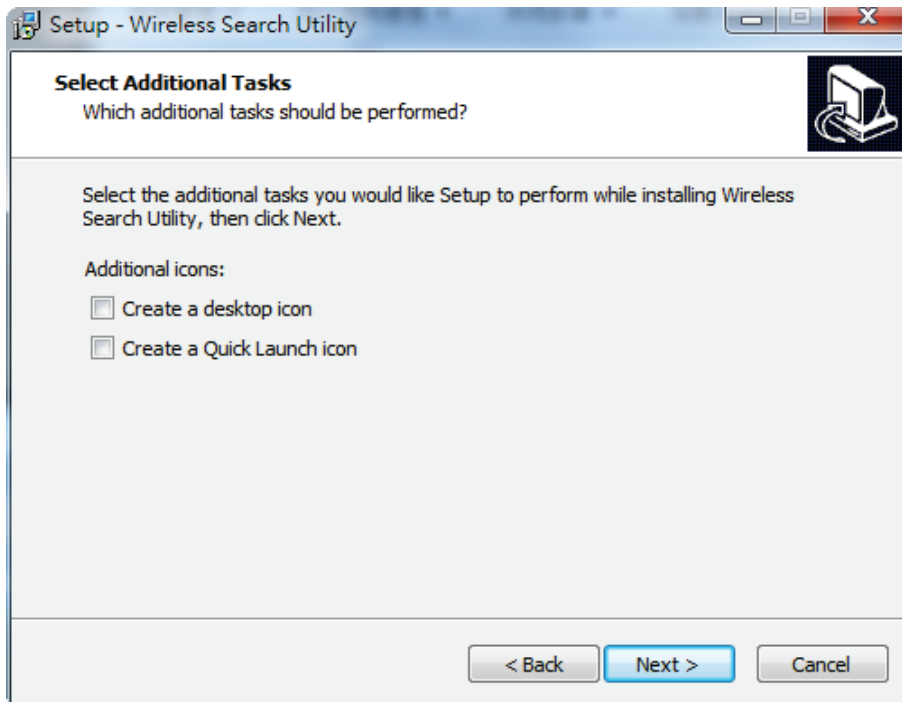 Setup - Wireless Search Utility
Select Additional Tasks
Which additional tasks should be performed?
Select the additional tasks you would like Setup to perform while installing Wireless
Search Utility, then click Next.
Additional icons:
Create a desktop icon
Create a Quick Launch icon
< Back
Next >
Cancel